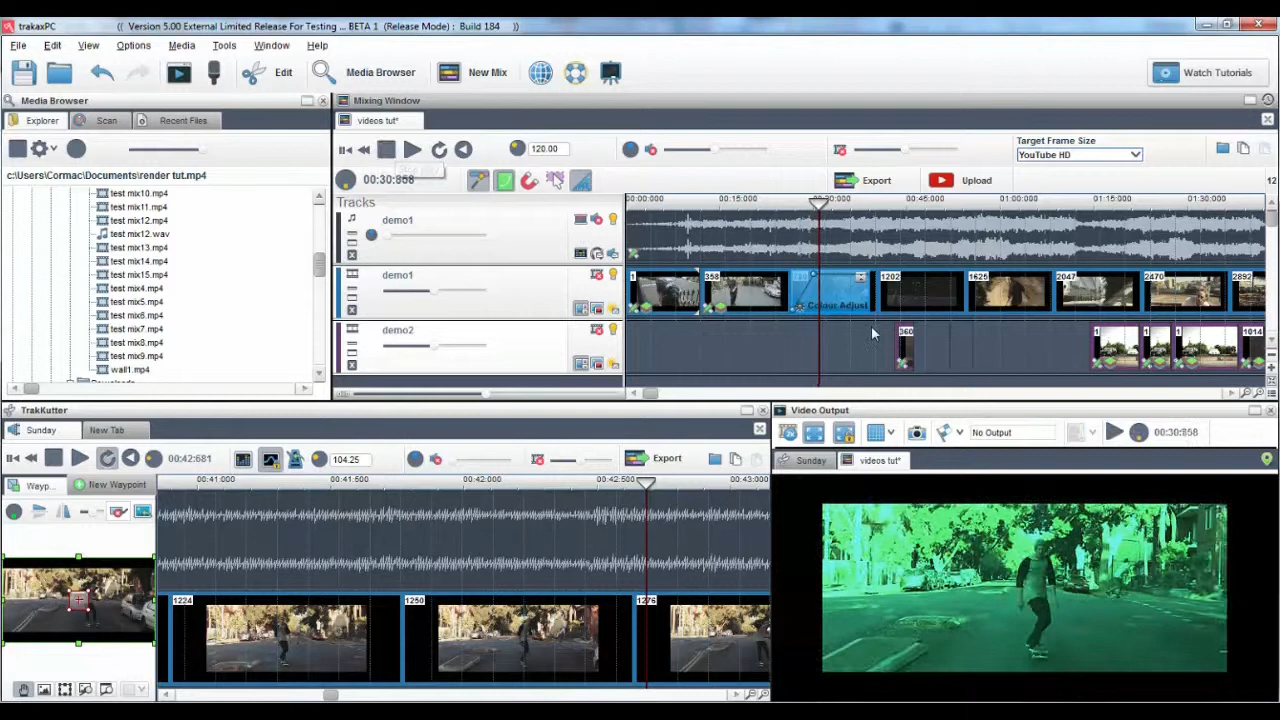 trakaxPC (( Version 5.00 External Limited Release For Testing ... BETA 1 (Release Mode) : Build 184 ))
File Edit View Options Media Tools Window Help
Edit Media Browser New Mix Watch Tutorials
Media Browser
Explorer Scan Recent Files
c:\Users\Cormac\Documents\render tut.mp4
test mix10.mp4
test mix11.mp4
test mix12.mp4
test mix12.wav
test mix13.mp4
test mix14.mp4
test mix15.mp4
test mix4.mp4
test mix5.mp4
test mix6.mp4
test mix7.mp4
test mix8.mp4
test mix9.mp4
wall1.mp4
Mixing Window
videos tut*
120.00
Target Frame Size
YouTube HD
00:30:858
Export Upload 12
Tracks
00:00:000 00:15:000 00:30:000 00:45:000 01:00:000 01:15:000 01:30:000
demo1
demo1
1 358 1202 1625 2047 2470 2892
Colour Adjust
demo2
360 1 1 1 1014
TrakKutter
Sunday New Tab
00:42:681 104.25 Export
Wayp... New Waypoint
00:41:000 00:41:500 00:42:000 00:42:500 00:43:000
1224 1250 1276
Video Output
No Output 00:30:858
Sunday videos tut*